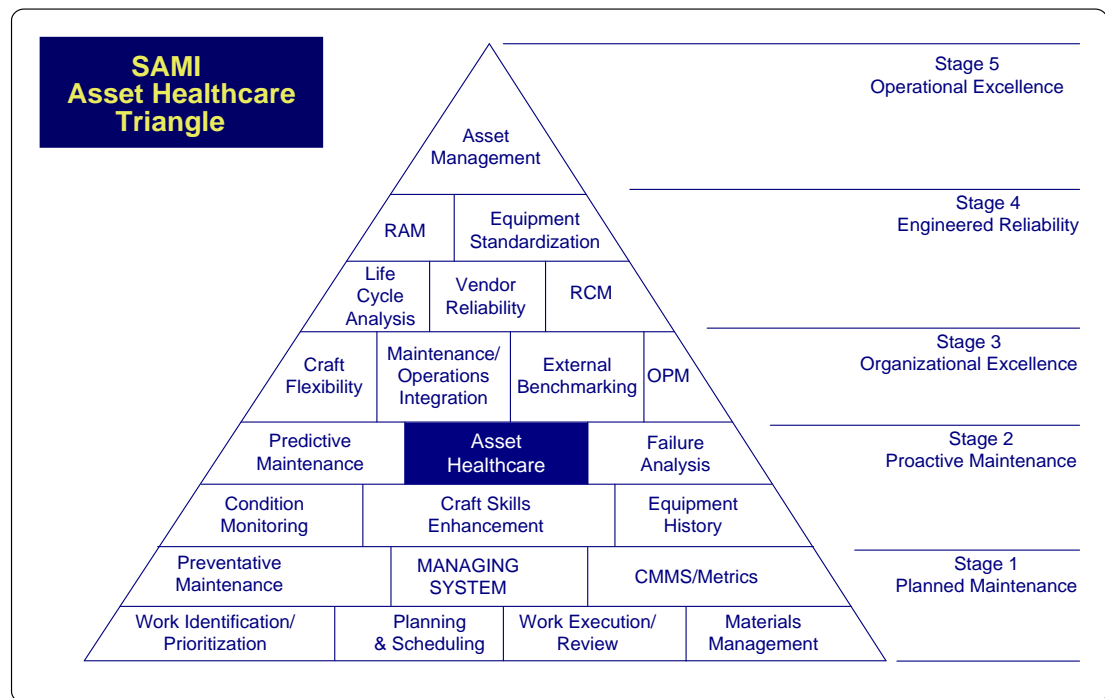 SAMI
Asset Healthcare
Triangle
Stage 5
Operational Excellence
Asset
Management
Stage 4
Engineered Reliability
RAM
Equipment
Standardization
Life
Cycle
Analysis
Vendor
Reliability
RCM
Stage 3
Organizational Excellence
Craft
Flexibility
Maintenance/
Operations
Integration
External
Benchmarking
OPM
Stage 2
Proactive Maintenance
Predictive
Maintenance
Asset
Healthcare
Failure
Analysis
Condition
Monitoring
Craft Skills
Enhancement
Equipment
History
Stage 1
Planned Maintenance
Preventative
Maintenance
MANAGING
SYSTEM
CMMS/Metrics
Work Identification/
Prioritization
Planning
& Scheduling
Work Execution/
Review
Materials
Management